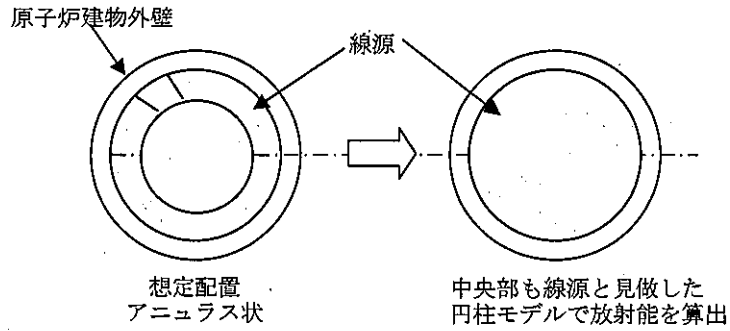 原子炉建物外壁
線源
想定配置
アニュラス状
中央部も線源と見做した
円柱モデルで放射能を算出